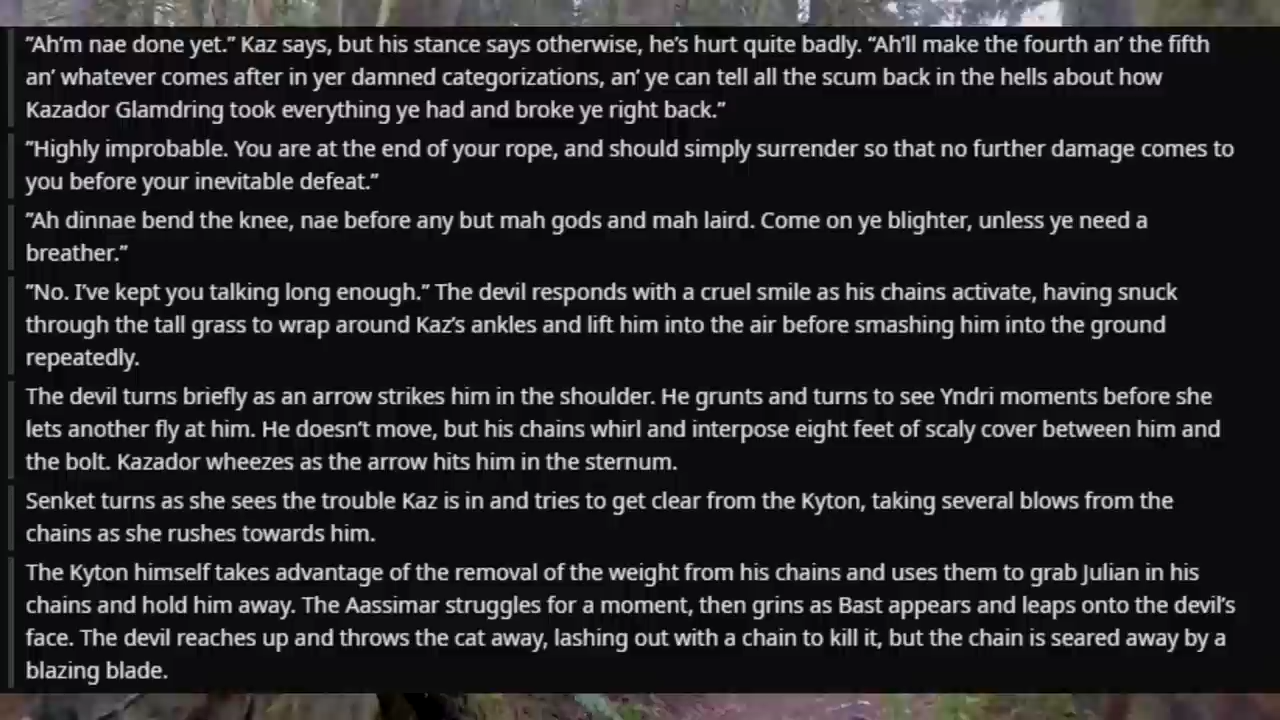 "Ah'm nae done yet." Kaz says, but his stance says otherwise, he's hurt quite badly. "Ah'll make the fourth an' the fifth
an' whatever comes after in yer damned categorizations, an' ye can tell all the scum back in the hells about how
Kazador Glamdring took everything ye had and broke ye right back."
"Highly improbable. You are at the end of your rope, and should simply surrender so that no further damage comes to
you before your inevitable defeat."
"Ah dinnae bend the knee, nae before any but mah gods and mah laird. Come on ye blighter, unless ye need a
breather."
"No. I've kept you talking long enough." The devil responds with a cruel smile as his chains activate, having snuck
through the tall grass to wrap around Kaz's ankles and lift him into the air before smashing him into the ground
repeatedly.
The devil turns briefly as an arrow strikes him in the shoulder. He grunts and turns to see Yndri moments before she
lets another fly at him. He doesn't move, but his chains whirl and interpose eight feet of scaly cover between him and
the bolt. Kazador wheezes as the arrow hits him in the sternum.
Senket turns as she sees the trouble Kaz is in and tries to get clear from the Kyton, taking several blows from the
chains as she rushes towards him.
The Kyton himself takes advantage of the removal of the weight from his chains and uses them to grab Julian in his
chains and hold him away. The Aassimar struggles for a moment, then grins as Bast appears and leaps onto the devil's
face. The devil reaches up and throws the cat away, lashing out with a chain to kill it, but the chain is seared away by a
blazing blade.